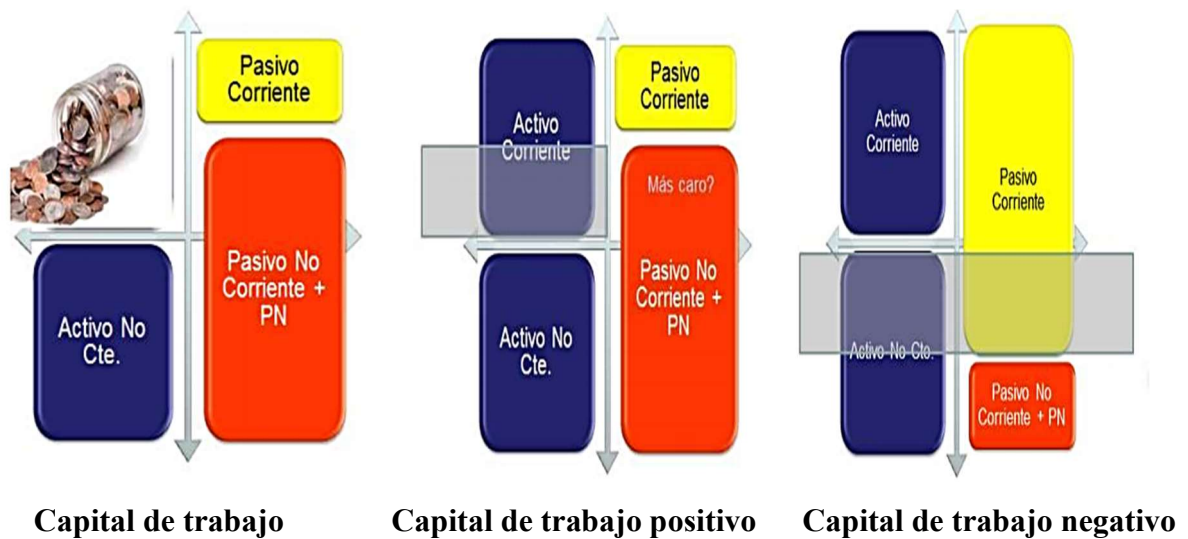 Pasivo
Corriente
Pasivo No
Corriente +
PN
Activo No
Cte.
Activo
Corriente
Pasivo
Corriente
Más caro?
Pasivo No
Corriente +
PN
Activo No
Cte.
Activo
Corriente
Pasivo
Corriente
Activo No Cte.
Pasivo No
Corriente + PN
Capital de trabajo
Capital de trabajo positivo
Capital de trabajo negativo